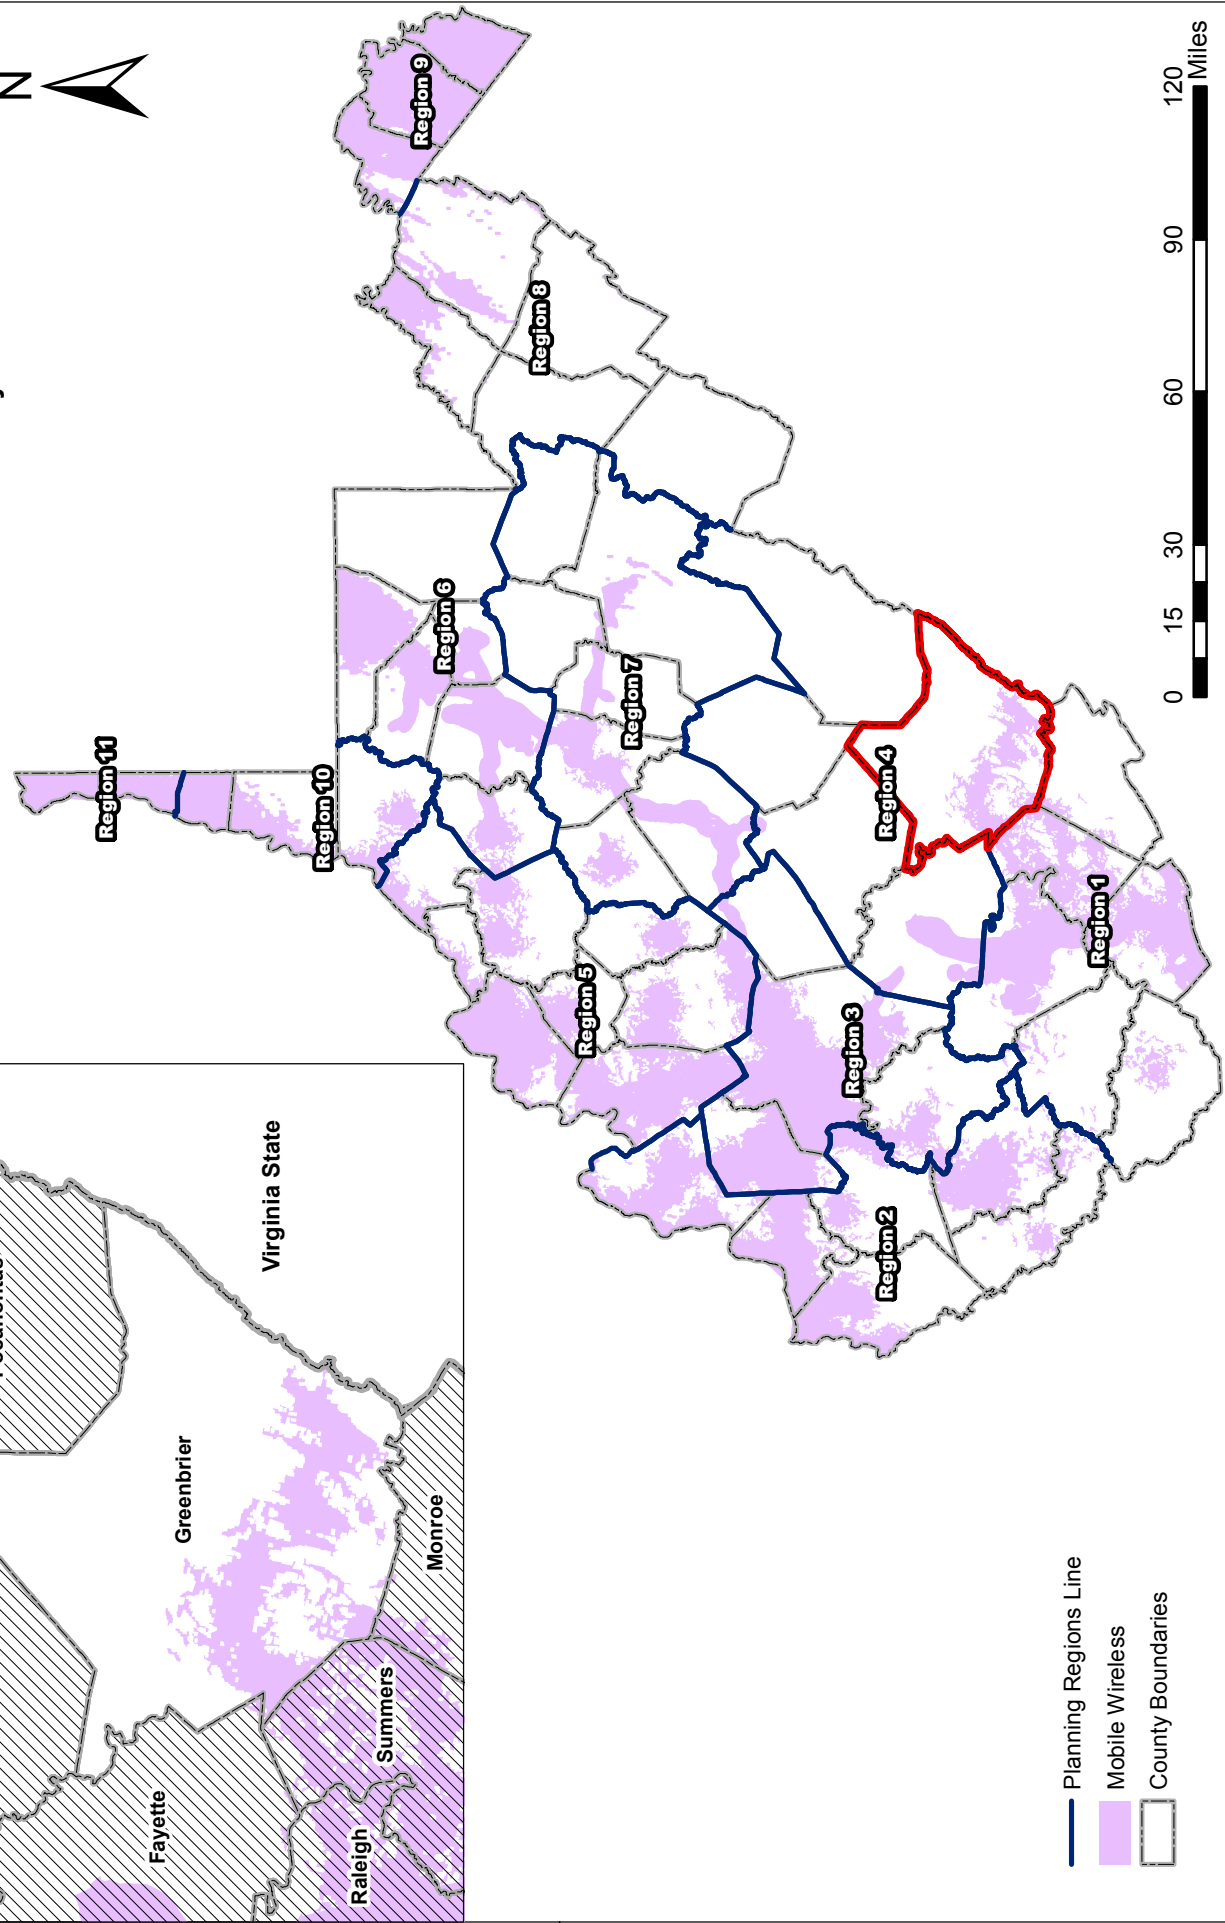 N
Region 9
Region 8
Region 6
Region 7
Region 11
Region 10
Region 4
Region 5
Region 1
Region 3
Region 2
Virginia State
Greenbrier
Monroe
Summers
Fayette
Raleigh
Planning Regions Line
Mobile Wireless
County Boundaries
0 15 30 60 90 120
Miles